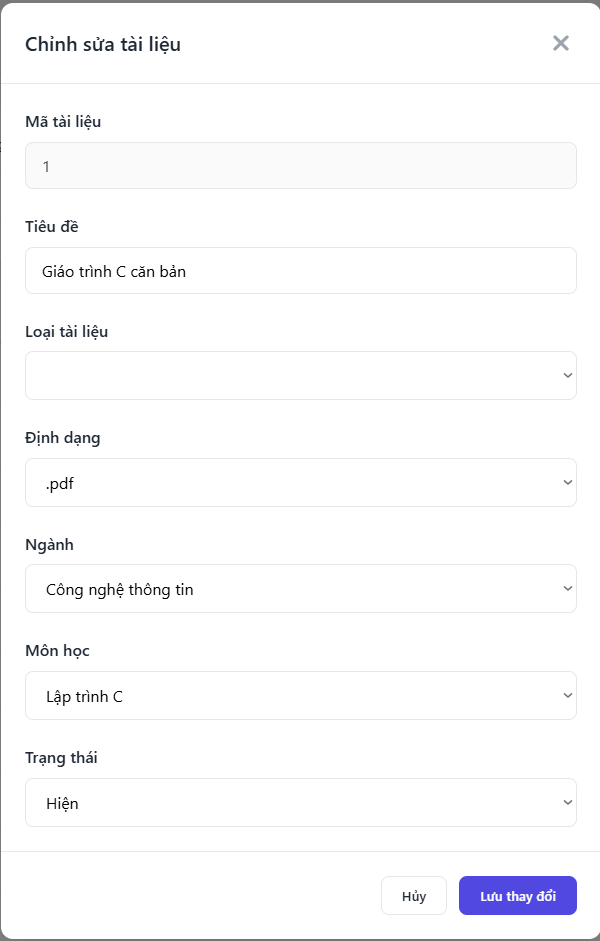 Chỉnh sửa tài liệu
Mã tài liệu
1
Tiêu đề
Giáo trình C căn bản
Loại tài liệu
Định dạng
.pdf
Ngành
Công nghệ thông tin
Môn học
Lập trình C
Trạng thái
Hiện
Hủy
Lưu thay đổi